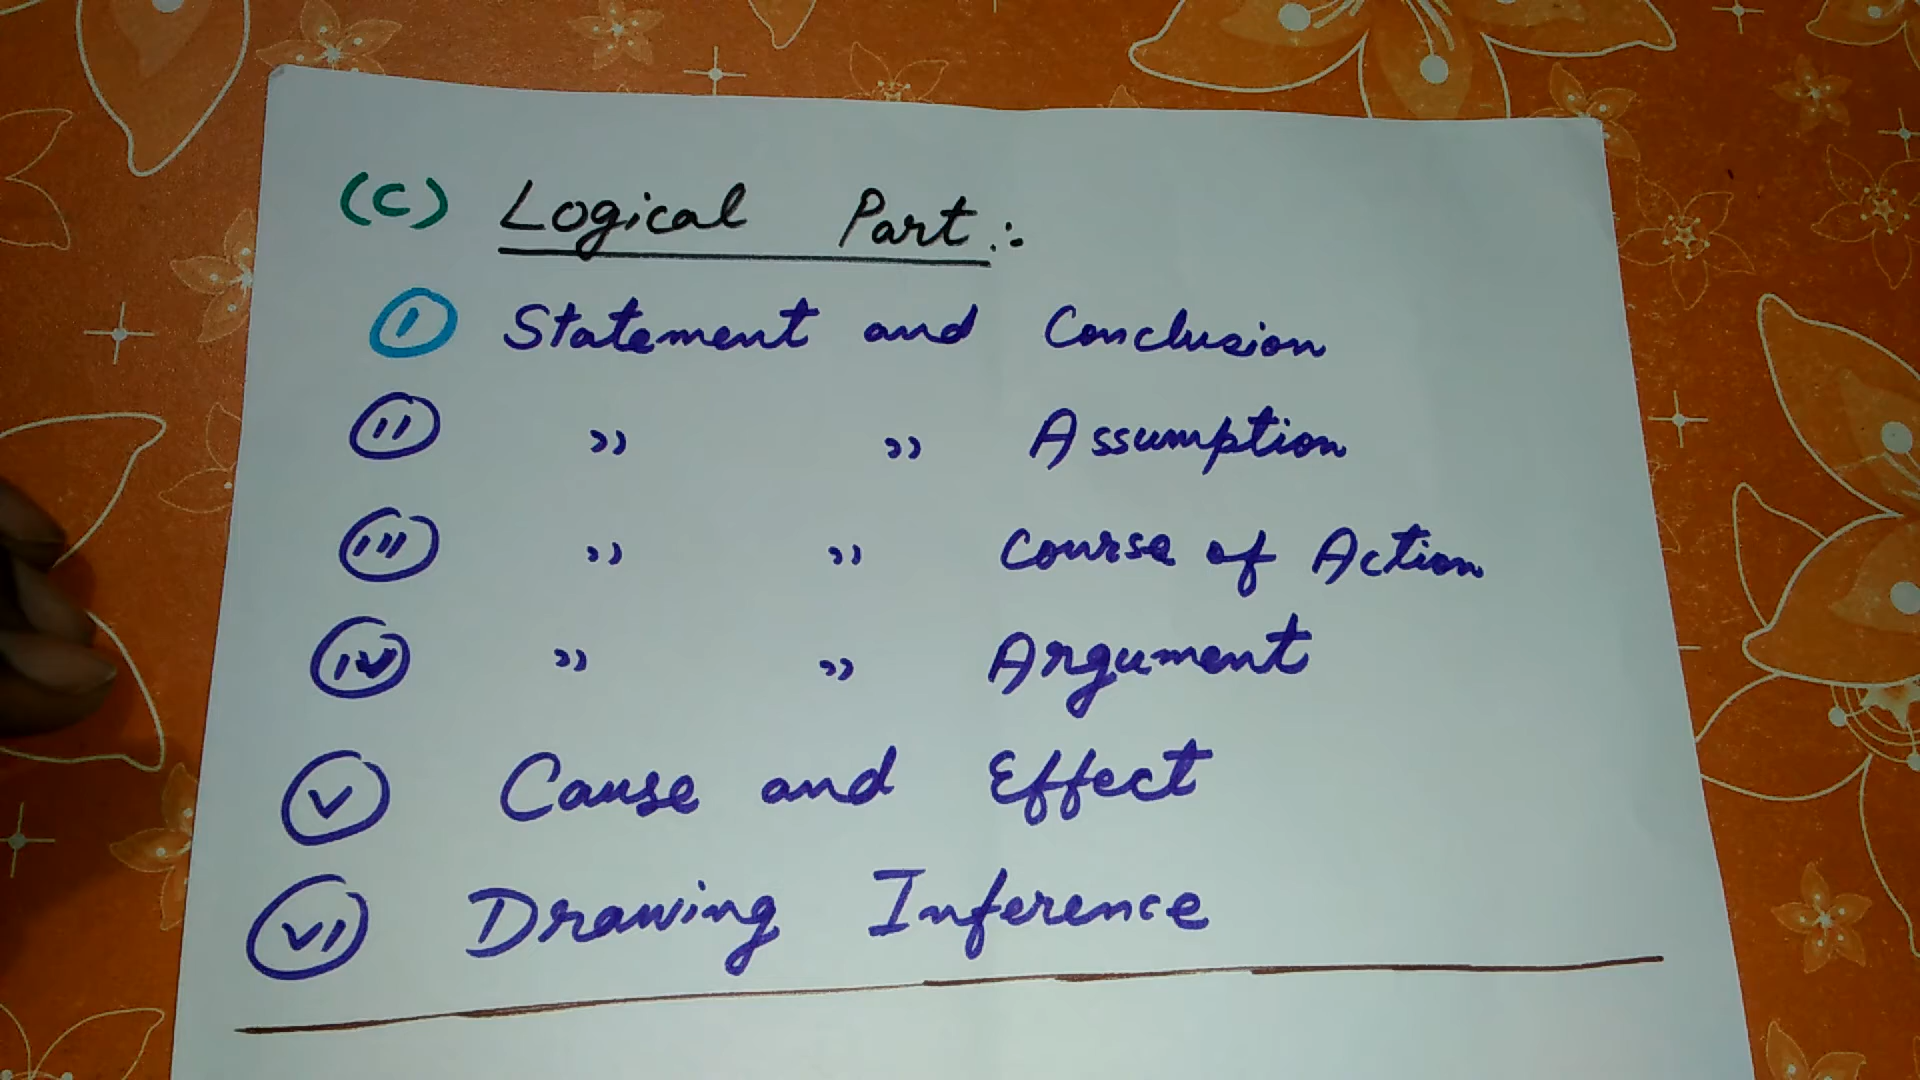 (C) Logical Part :-
(i) Statement and Conclusion
(ii) " " Assumption
(iii) " " Course of Action
(iv) " " Argument
(v) Cause and Effect
(vi) Drawing Inference